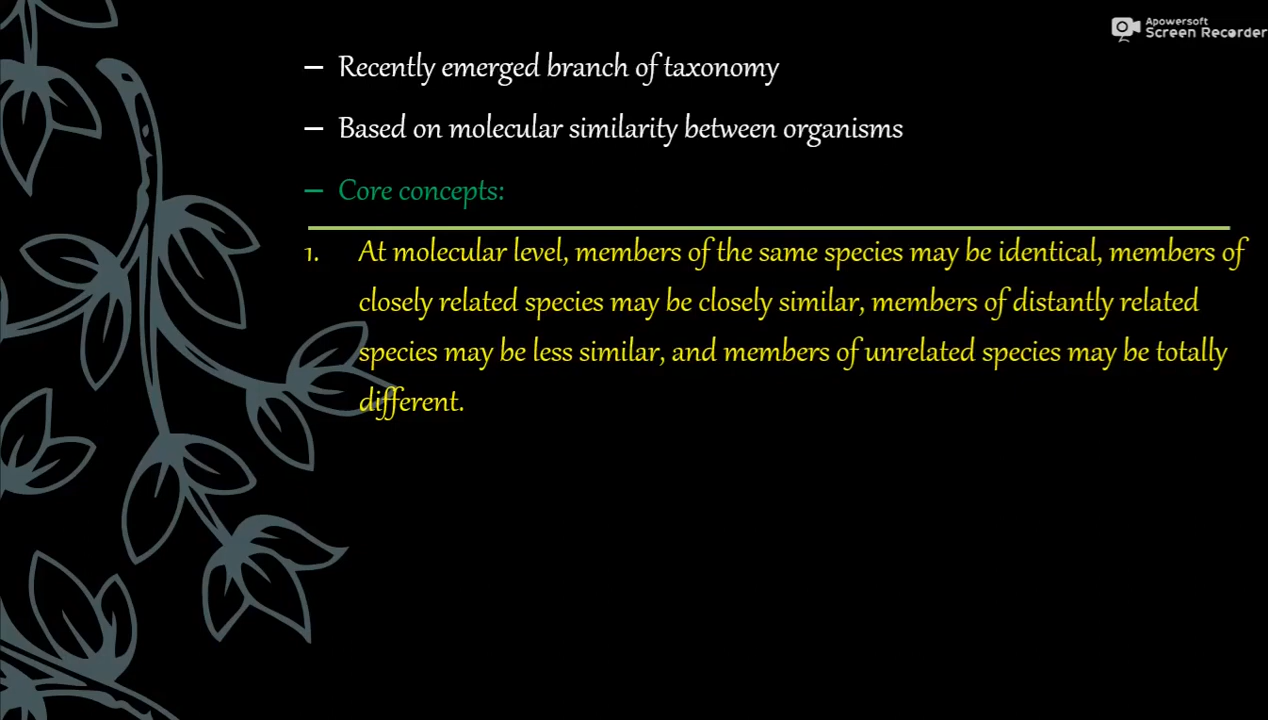 Apowersoft
Screen Recorder
– Recently emerged branch of taxonomy
– Based on molecular similarity between organisms
– Core concepts:
1. At molecular level, members of the same species may be identical, members of
closely related species may be closely similar, members of distantly related
species may be less similar, and members of unrelated species may be totally
different.